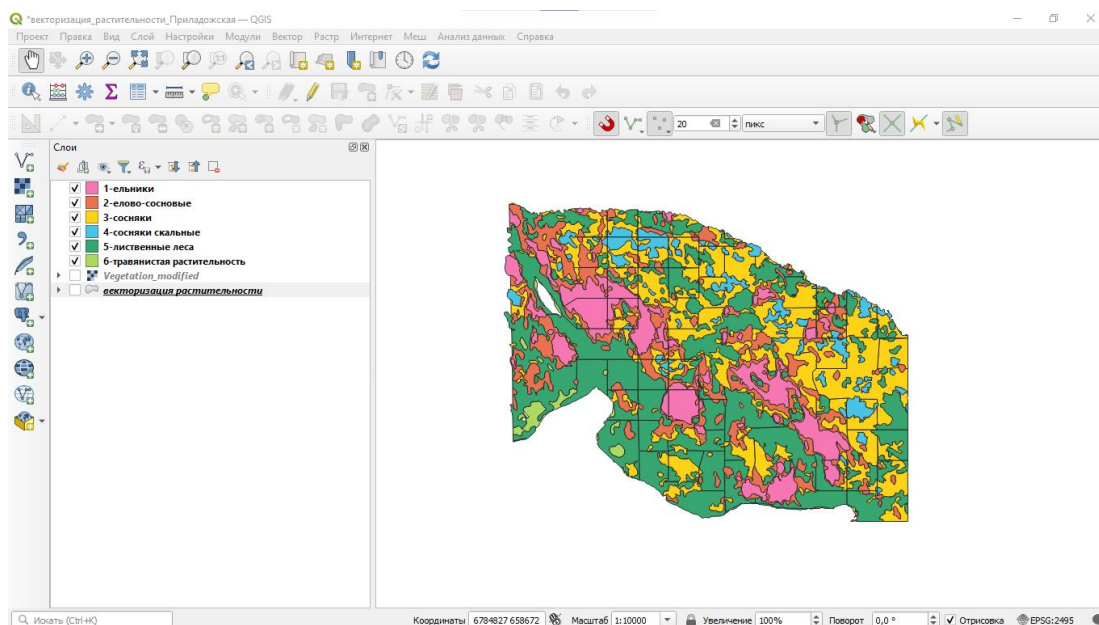 *векторизация_растительности_Приладожская — QGIS
Проект Правка Вид Слой Настройки Модули Вектор Растр Интернет Меш Анализ данных Справка
20 пикс
Слои
1-ельники
2-елово-сосновые
3-сосняки
4-сосняки скальные
5-лиственные леса
6-травянистая растительность
Vegetation_modified
векторизация растительности
Искать (Ctrl+K) Координаты 6784827 658672 Масштаб 1:10000 Увеличение 100% Поворот 0,0 ° Отрисовка EPSG:2495